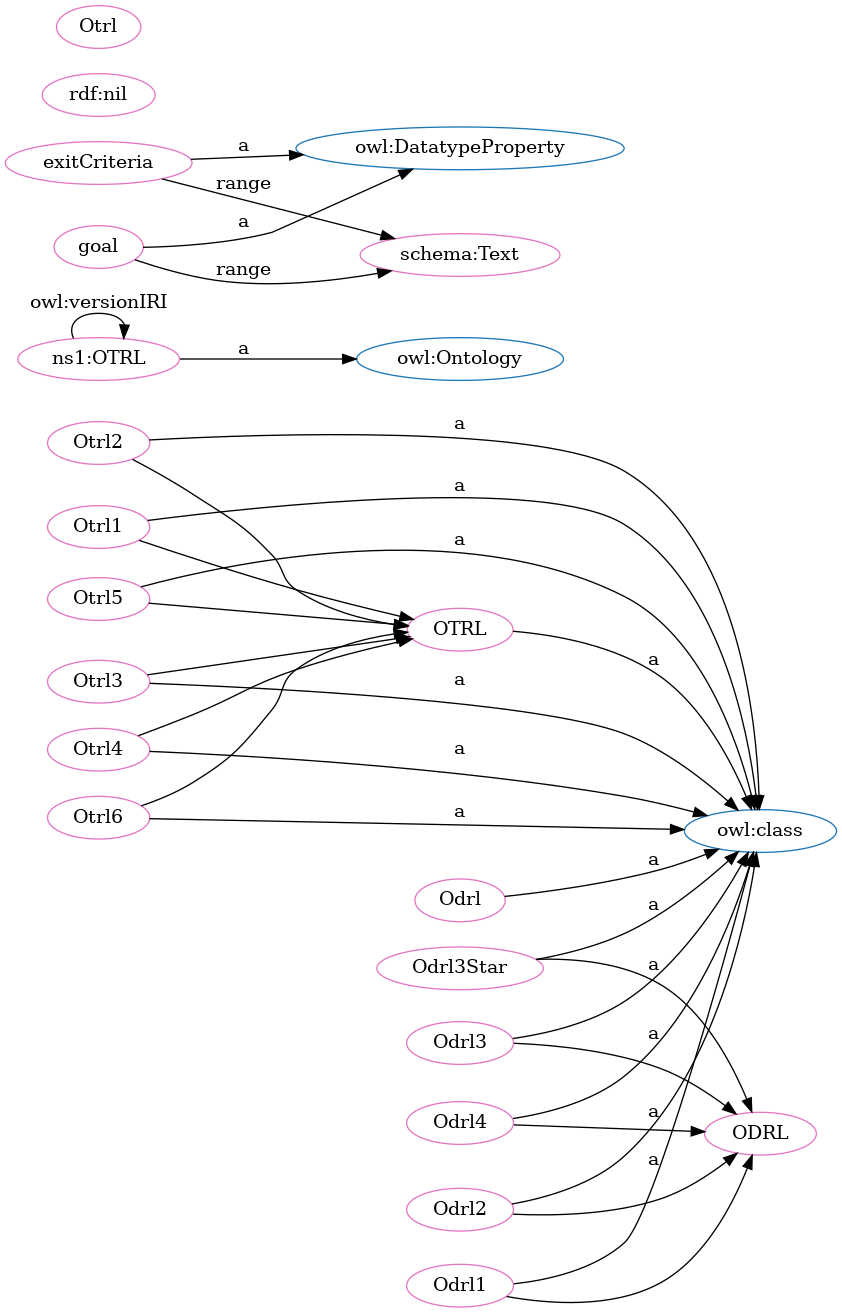 Otrl
rdf:nil
exitCriteria
a
owl:DatatypeProperty
range
a
goal
schema:Text
range
owl:versionIRI
ns1:OTRL
a
owl:Ontology
a
Otrl2
a
Otrl1
a
Otrl5
OTRL
a
Otrl3
a
Otrl4
a
Otrl6
a
owl:class
a
Odrl
a
Odrl3Star
a
Odrl3
a
Odrl4
a
ODRL
a
Odrl2
Odrl1